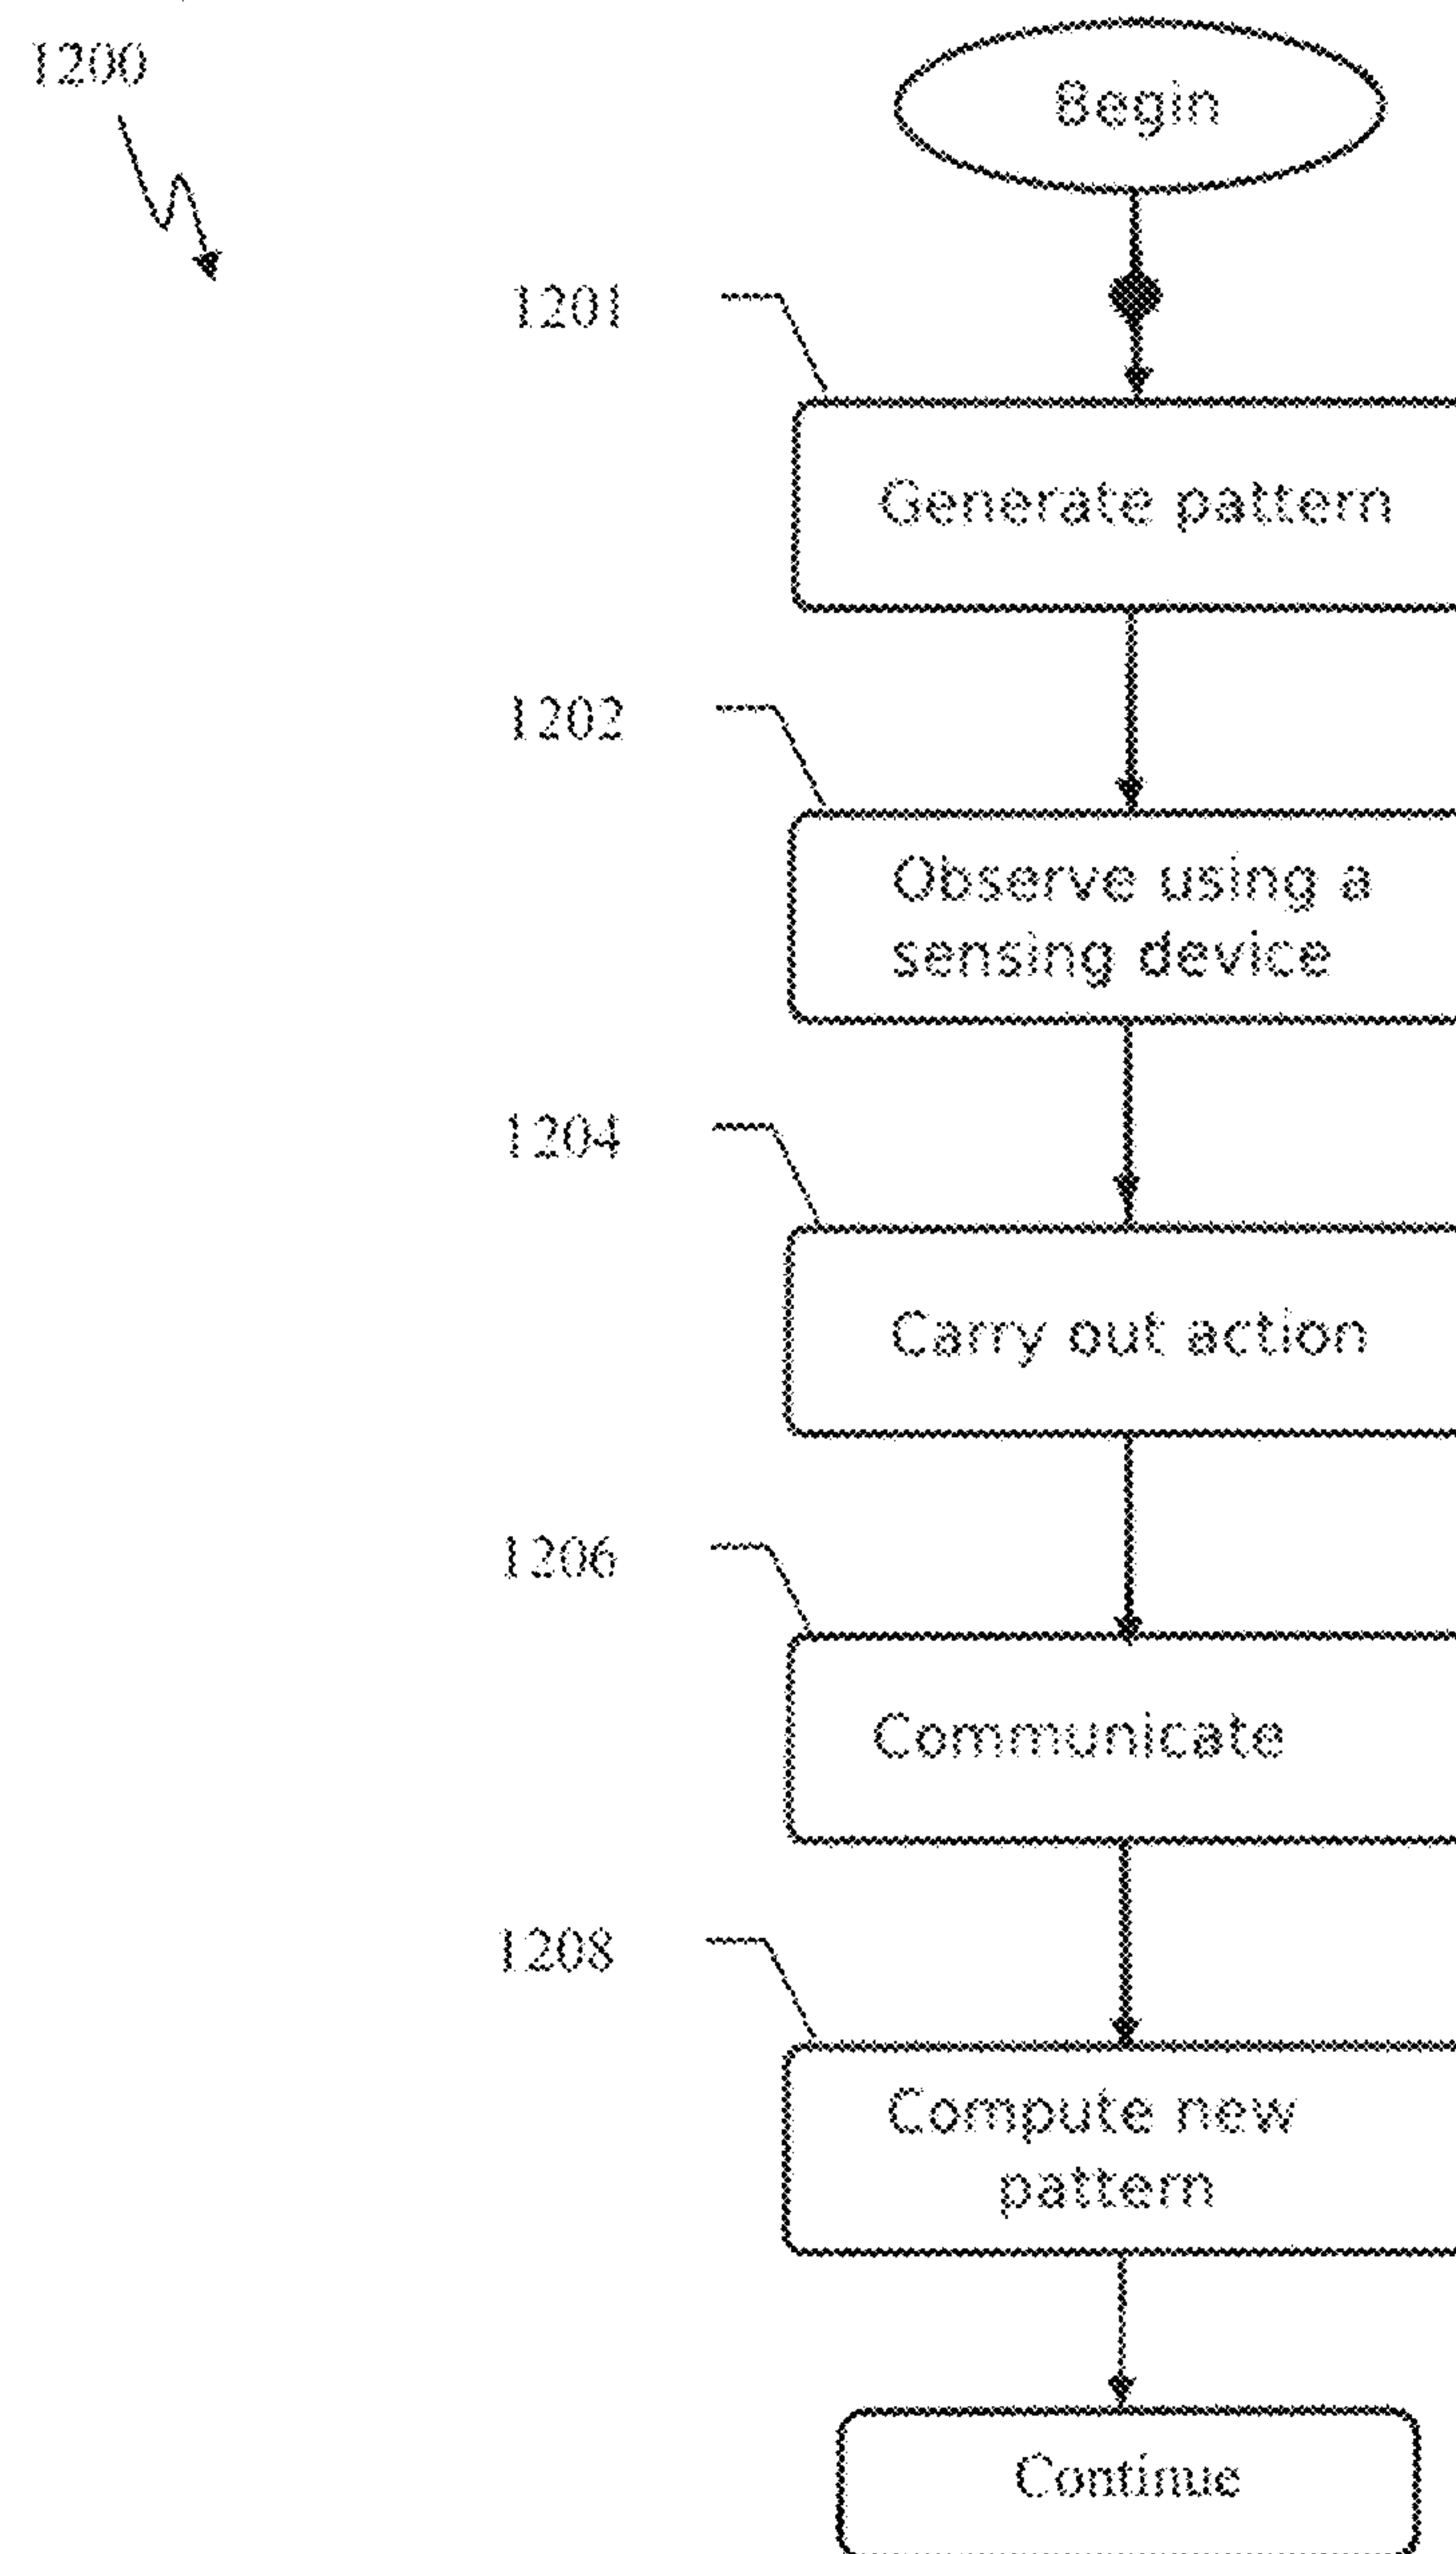 1200
Begin
1201
Generate pattern
1202
Observe using a
sensing device
1204
Carry out action
1206
Communicate
1208
Compute new
pattern
Continue